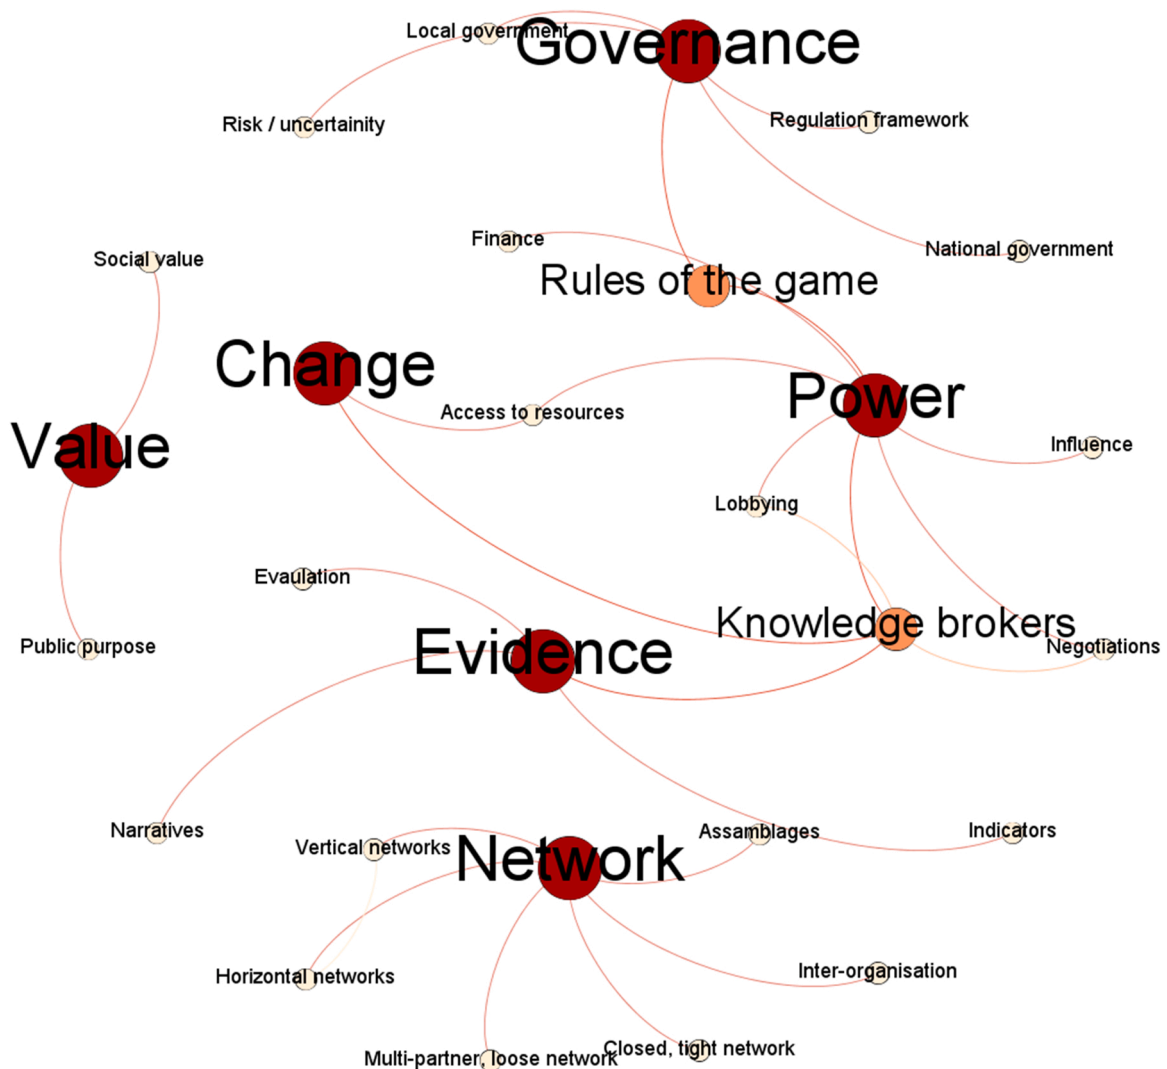 Local government
Governance
Risk / uncertainity
Regulation framework
National government
Finance
Social value
Rules of the game
Change
Power
Access to resources
Value
Influence
Lobbying
Evaulation
Knowledge brokers
Public purpose
Evidence
Negotiations
Narratives
Vertical networks
Network
Assamblages
Indicators
Horizontal networks
Inter-organisation
Multi-partner, loose network
Closed, tight network